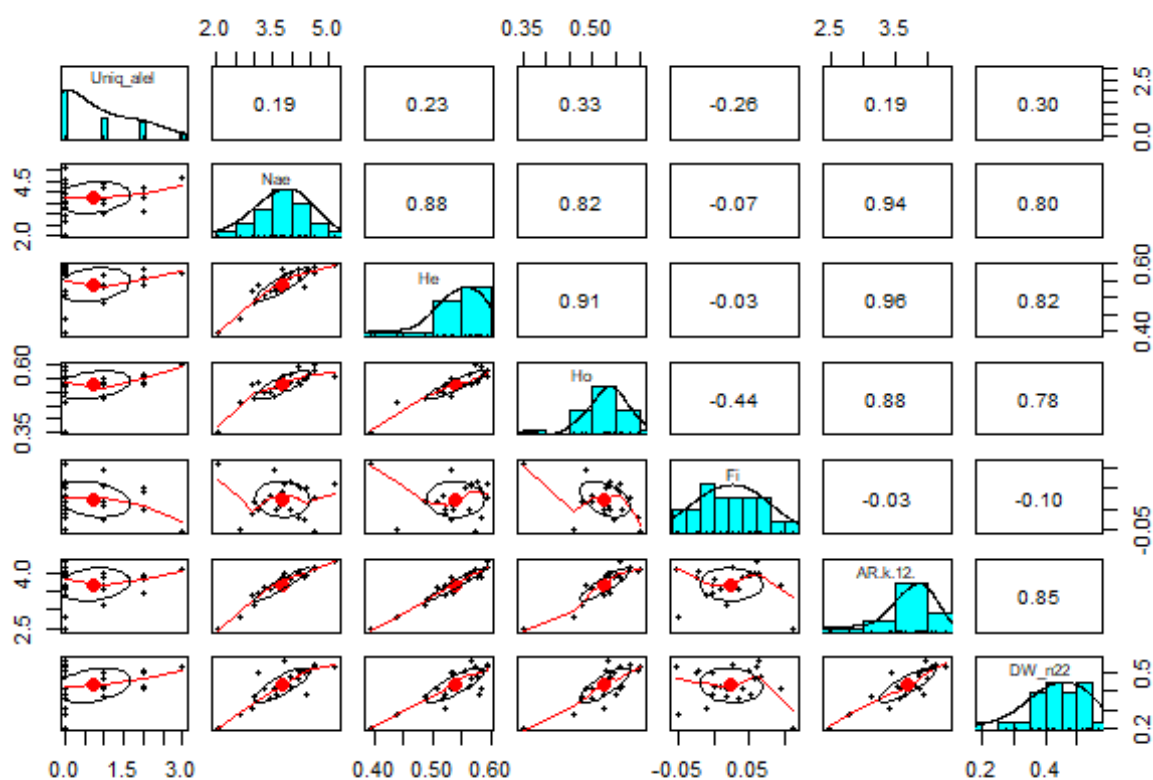 2.0 3.5 5.0 0.35 0.50 2.5 3.5
Uniq_alel 0.19 0.23 0.33 -0.26 0.19 0.30 0.0 1.5 2.5
2.0 4.5 Nae 0.88 0.82 -0.07 0.94 0.80
He 0.91 -0.03 0.96 0.82 0.40 0.60
0.35 0.60 Ho -0.44 0.88 0.78
Fi -0.03 -0.10 -0.05
2.5 4.0 AR.k.12. 0.85
DW_n22 0.2 0.5
0.0 1.5 3.0 0.40 0.50 0.60 -0.05 0.05 0.2 0.4